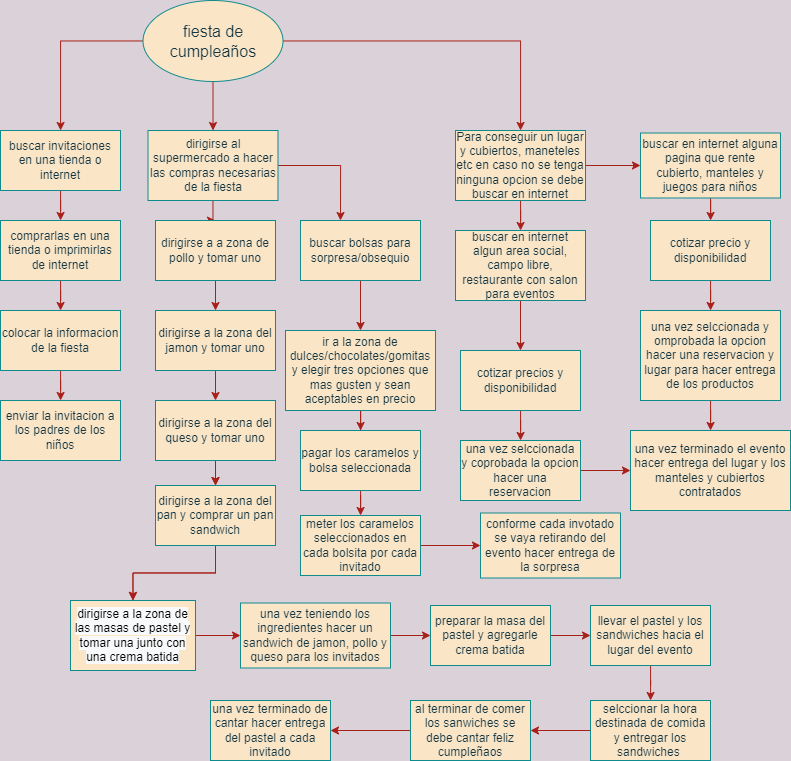 fiesta de
cumpleaños
buscar invitaciones
en una tienda o
internet
comprarlas en una
tienda o imprimirlas
de internet
colocar la informacion
de la fiesta
enviar la invitacion a
los padres de los
niños
dirigirse al
supermercado a hacer
las compras necesarias
de la fiesta
dirigirse a a zona de
pollo y tomar uno
dirigirse a la zona del
jamon y tomar uno
dirigirse a la zona del
queso y tomar uno
dirigirse a la zona del
pan y comprar un pan
sandwich
buscar bolsas para
sorpresa/obsequio
ir a la zona de
dulces/chocolates/gomitas
y elegir tres opciones que
mas gusten y sean
aceptables en precio
pagar los caramelos y
bolsa seleccionada
meter los caramelos
seleccionados en
cada bolsita por cada
invitado
conforme cada invotado
se vaya retirando del
evento hacer entrega de
la sorpresa
Para conseguir un lugar
y cubiertos, maneteles
etc en caso no se tenga
ninguna opcion se debe
buscar en internet
buscar en internet
algun area social,
campo libre,
restaurante con salon
para eventos
cotizar precios y
disponibilidad
una vez selccionada
y coprobada la opcion
hacer una
reservacion
buscar en internet alguna
pagina que rente
cubierto, manteles y
juegos para niños
cotizar precio y
disponibilidad
una vez selccionada y
omprobada la opcion
hacer una reservacion y
lugar para hacer entrega
de los productos
una vez terminado el evento
hacer entrega del lugar y los
manteles y cubiertos
contratados
dirigirse a la zona de
las masas de pastel y
tomar una junto con
una crema batida
una vez teniendo los
ingredientes hacer un
sandwich de jamon, pollo y
queso para los invitados
preparar la masa del
pastel y agregarle
crema batida
llevar el pastel y los
sandwiches hacia el
lugar del evento
selccionar la hora
destinada de comida
y entregar los
sandwiches
al terminar de comer
los sanwiches se
debe cantar feliz
cumpleñaos
una vez terminado de
cantar hacer entrega
del pastel a cada
invitado